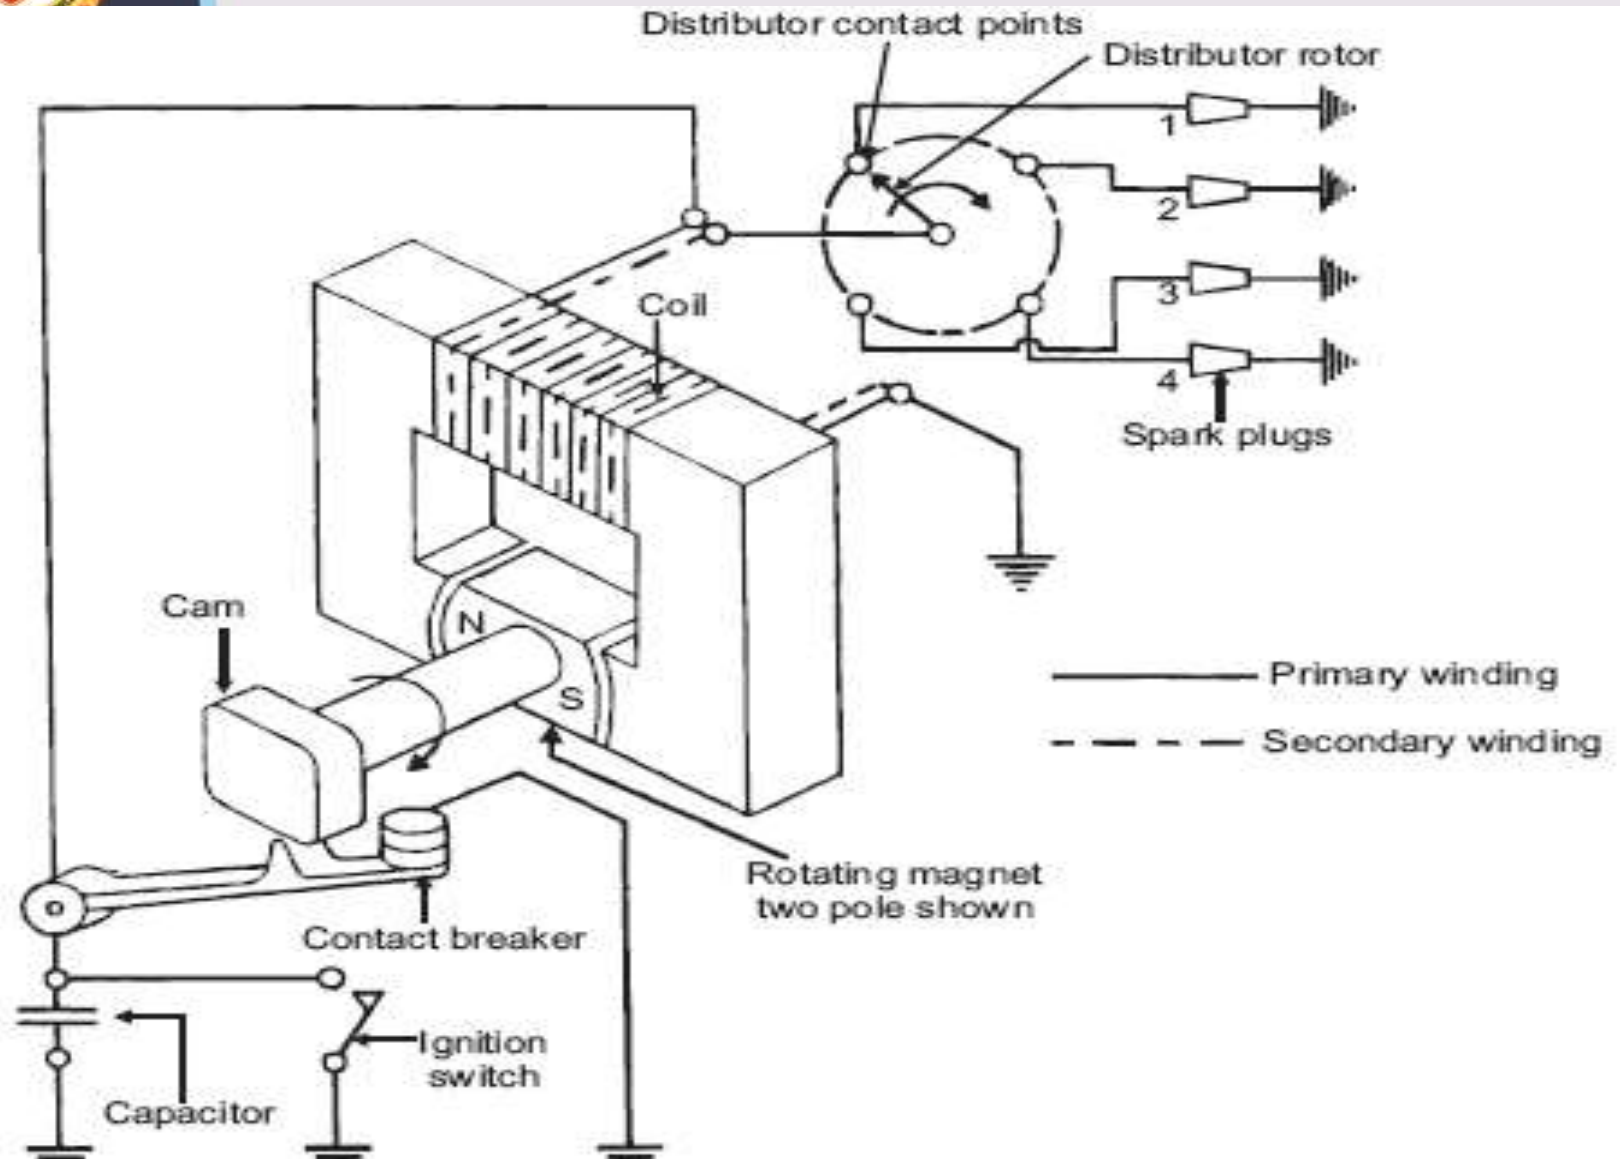 Distributor contact points
Distributor rotor
1
2
Coil
3
4
Spark plugs
N
Cam
S
Primary winding
Secondary winding
Rotating magnet
two pole shown
Contact breaker
Ignition
switch
Capacitor